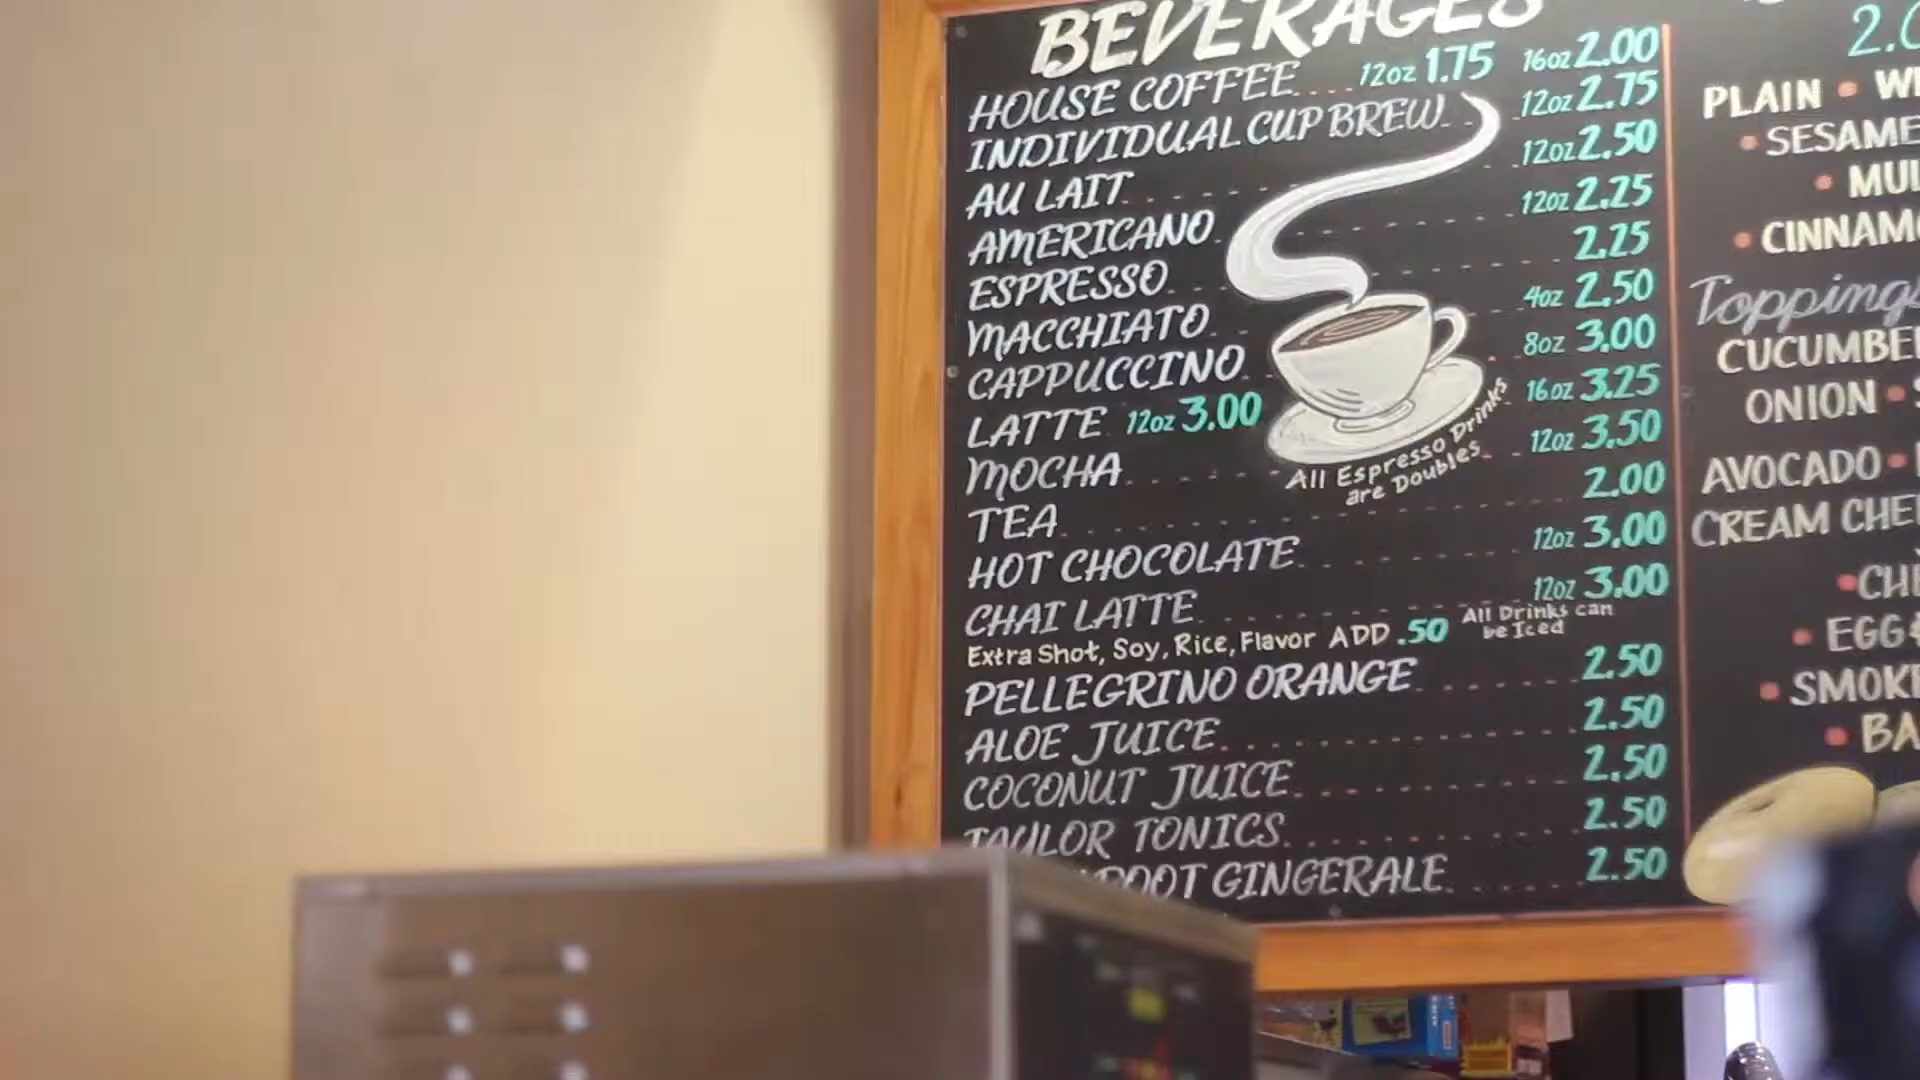 BEVERAGES
HOUSE COFFEE.... 12oz 1.75 16oz 2.00
INDIVIDUAL CUP BREW.. 12oz 2.75
AU LAIT 12oz 2.50
AMERICANO 12oz 2.25
ESPRESSO 2.25
MACCHIATO 4oz 2.50
CAPPUCCINO 8oz 3.00
LATTE 12oz 3.00 16oz 3.25
MOCHA 12oz 3.50
All Espresso Drinks
are Doubles
TEA 2.00
HOT CHOCOLATE 12oz 3.00
CHAI LATTE 12oz 3.00
Extra Shot, Soy, Rice, Flavor ADD .50
All Drinks can
be Iced
PELLEGRINO ORANGE 2.50
ALOE JUICE 2.50
COCONUT JUICE 2.50
TAYLOR TONICS 2.50
GINGERALE 2.50
PLAIN •
• SESAME
•
• CINNAM
Toppings
CUCUMBE
ONION •
AVOCADO •
CREAM CHE
•
• EGG &
• SMOK
•